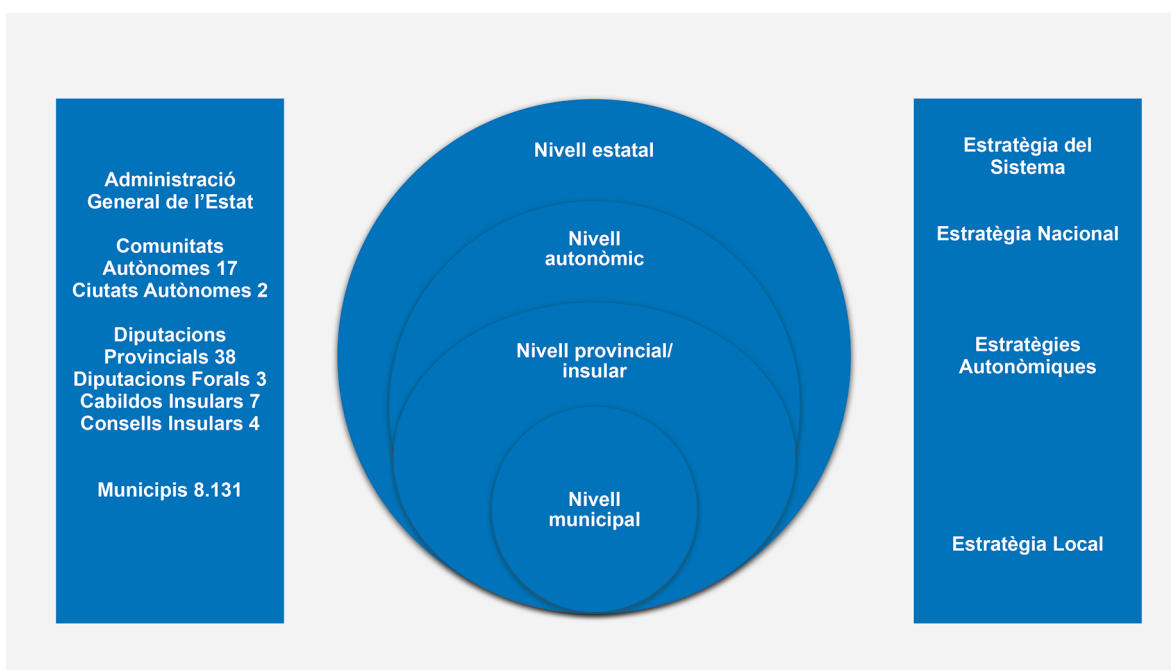 Administració
General de l’Estat
Comunitats
Autònomes 17
Ciutats Autònomes 2
Diputacions
Provincials 38
Diputacions Forals 3
Cabildos Insulars 7
Consells Insulars 4
Municipis 8.131
Nivell estatal
Nivell
autonòmic
Nivell provincial/
insular
Nivell
municipal
Estratègia del
Sistema
Estratègia Nacional
Estratègies
Autonòmiques
Estratègia Local